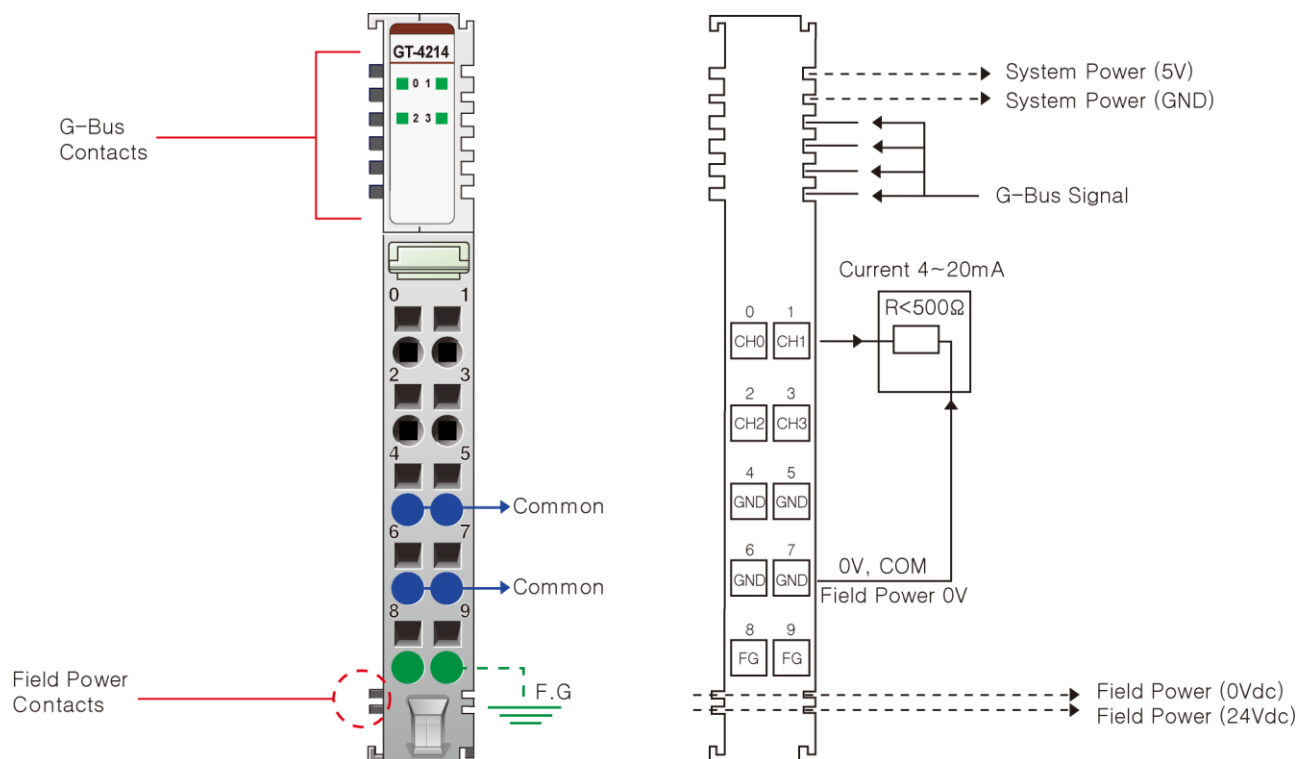 GT-4214
0 1
2 3
G-Bus
Contacts
0 1
2 3
4 5
Common
6 7
Common
8 9
F.G
Field Power
Contacts
System Power (5V)
System Power (GND)
G-Bus Signal
Current 4~20mA
R<500Ω
0 1
CH0 CH1
2 3
CH2 CH3
4 5
GND GND
6 7
GND GND
0V, COM
Field Power 0V
8 9
FG FG
Field Power (0Vdc)
Field Power (24Vdc)